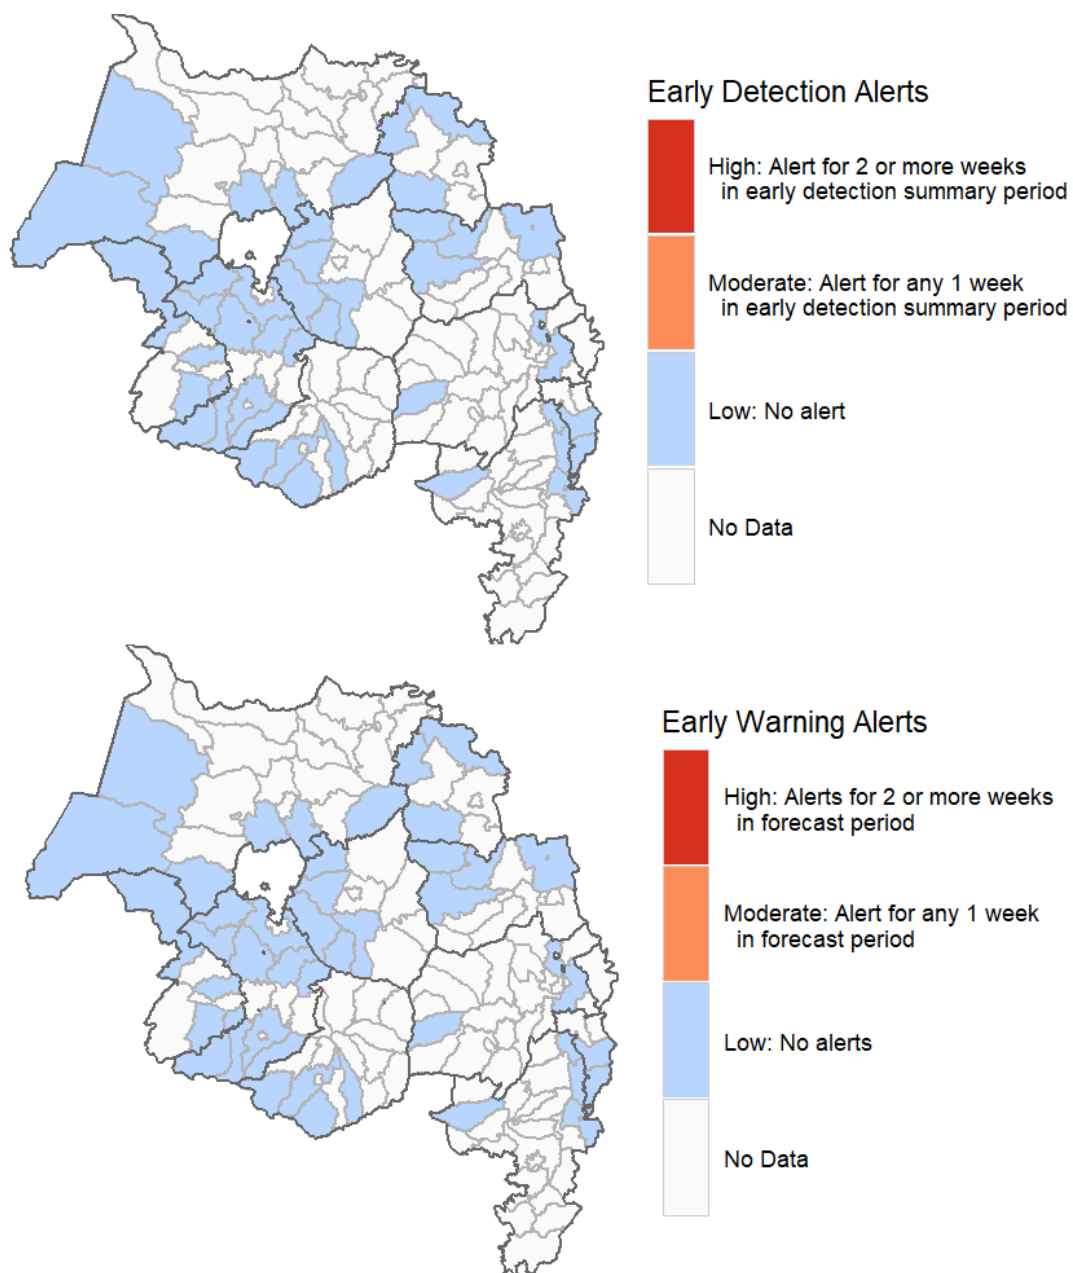 Early Detection Alerts
High: Alert for 2 or more weeks
in early detection summary period
Moderate: Alert for any 1 week
in early detection summary period
Low: No alert
No Data
Early Warning Alerts
High: Alerts for 2 or more weeks
in forecast period
Moderate: Alert for any 1 week
in forecast period
Low: No alerts
No Data